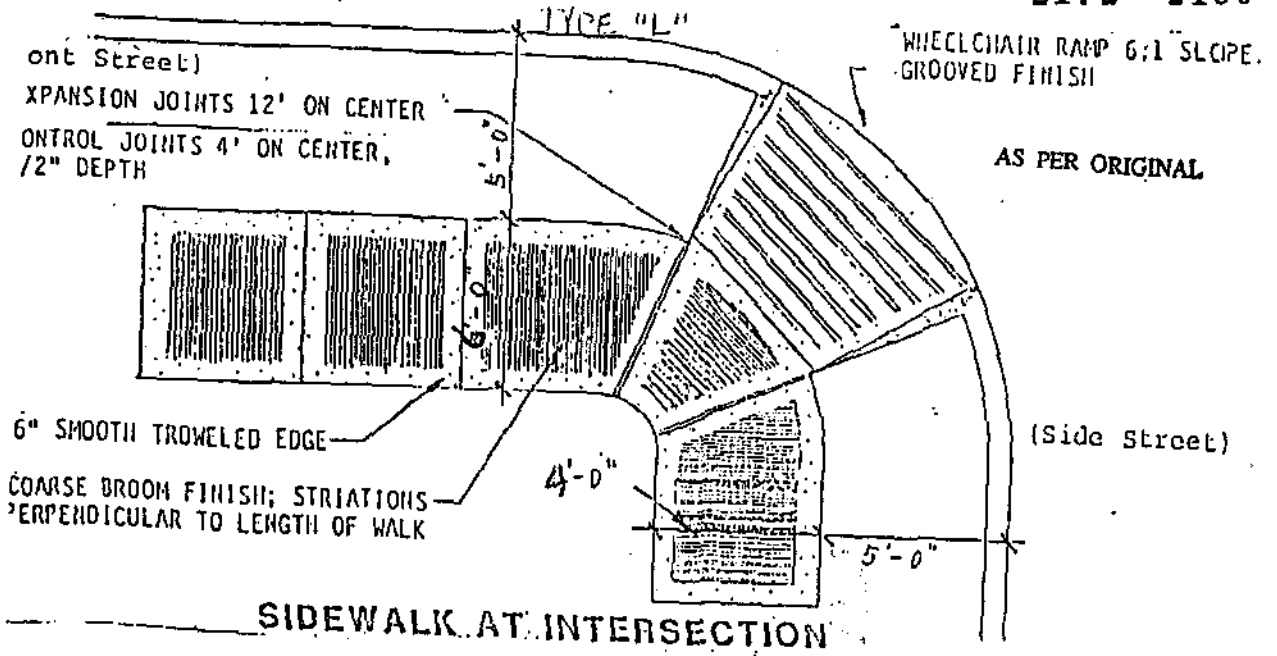 TYPE "L"
ont Street)
XPANSION JOINTS 12' ON CENTER
ONTROL JOINTS 4' ON CENTER,
/2" DEPTH
WHEELCHAIR RAMP 6:1 SLOPE.
GROOVED FINISH
AS PER ORIGINAL
5'-0"
6'-0"
6" SMOOTH TROWELED EDGE
COARSE BROOM FINISH; STRIATIONS
PERPENDICULAR TO LENGTH OF WALK
4'-0"
(Side Street)
5'-0"
SIDEWALK AT INTERSECTION